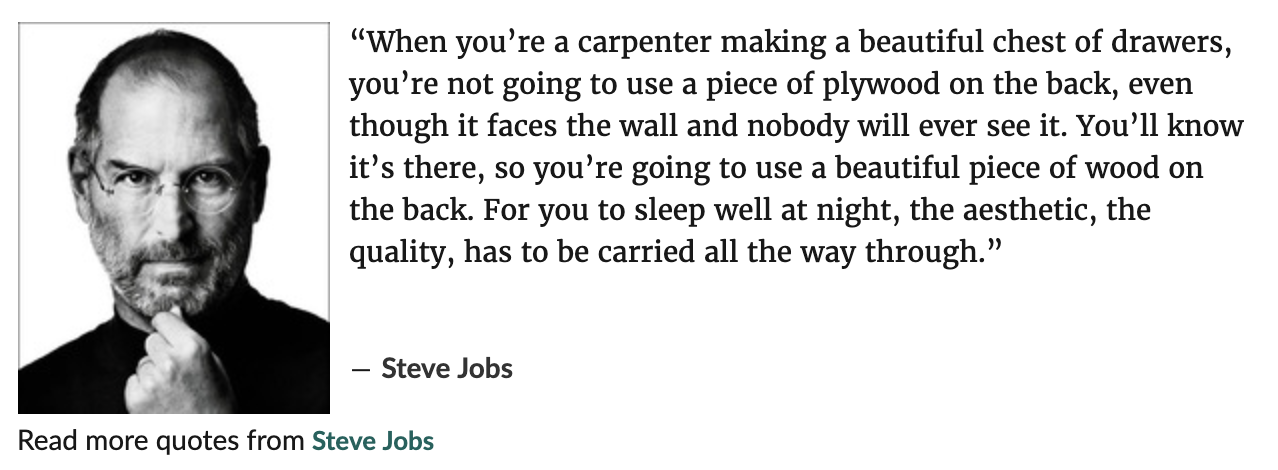 “When you’re a carpenter making a beautiful chest of drawers,
you’re not going to use a piece of plywood on the back, even
though it faces the wall and nobody will ever see it. You’ll know
it’s there, so you’re going to use a beautiful piece of wood on
the back. For you to sleep well at night, the aesthetic, the
quality, has to be carried all the way through.”
― Steve Jobs
Read more quotes from Steve Jobs